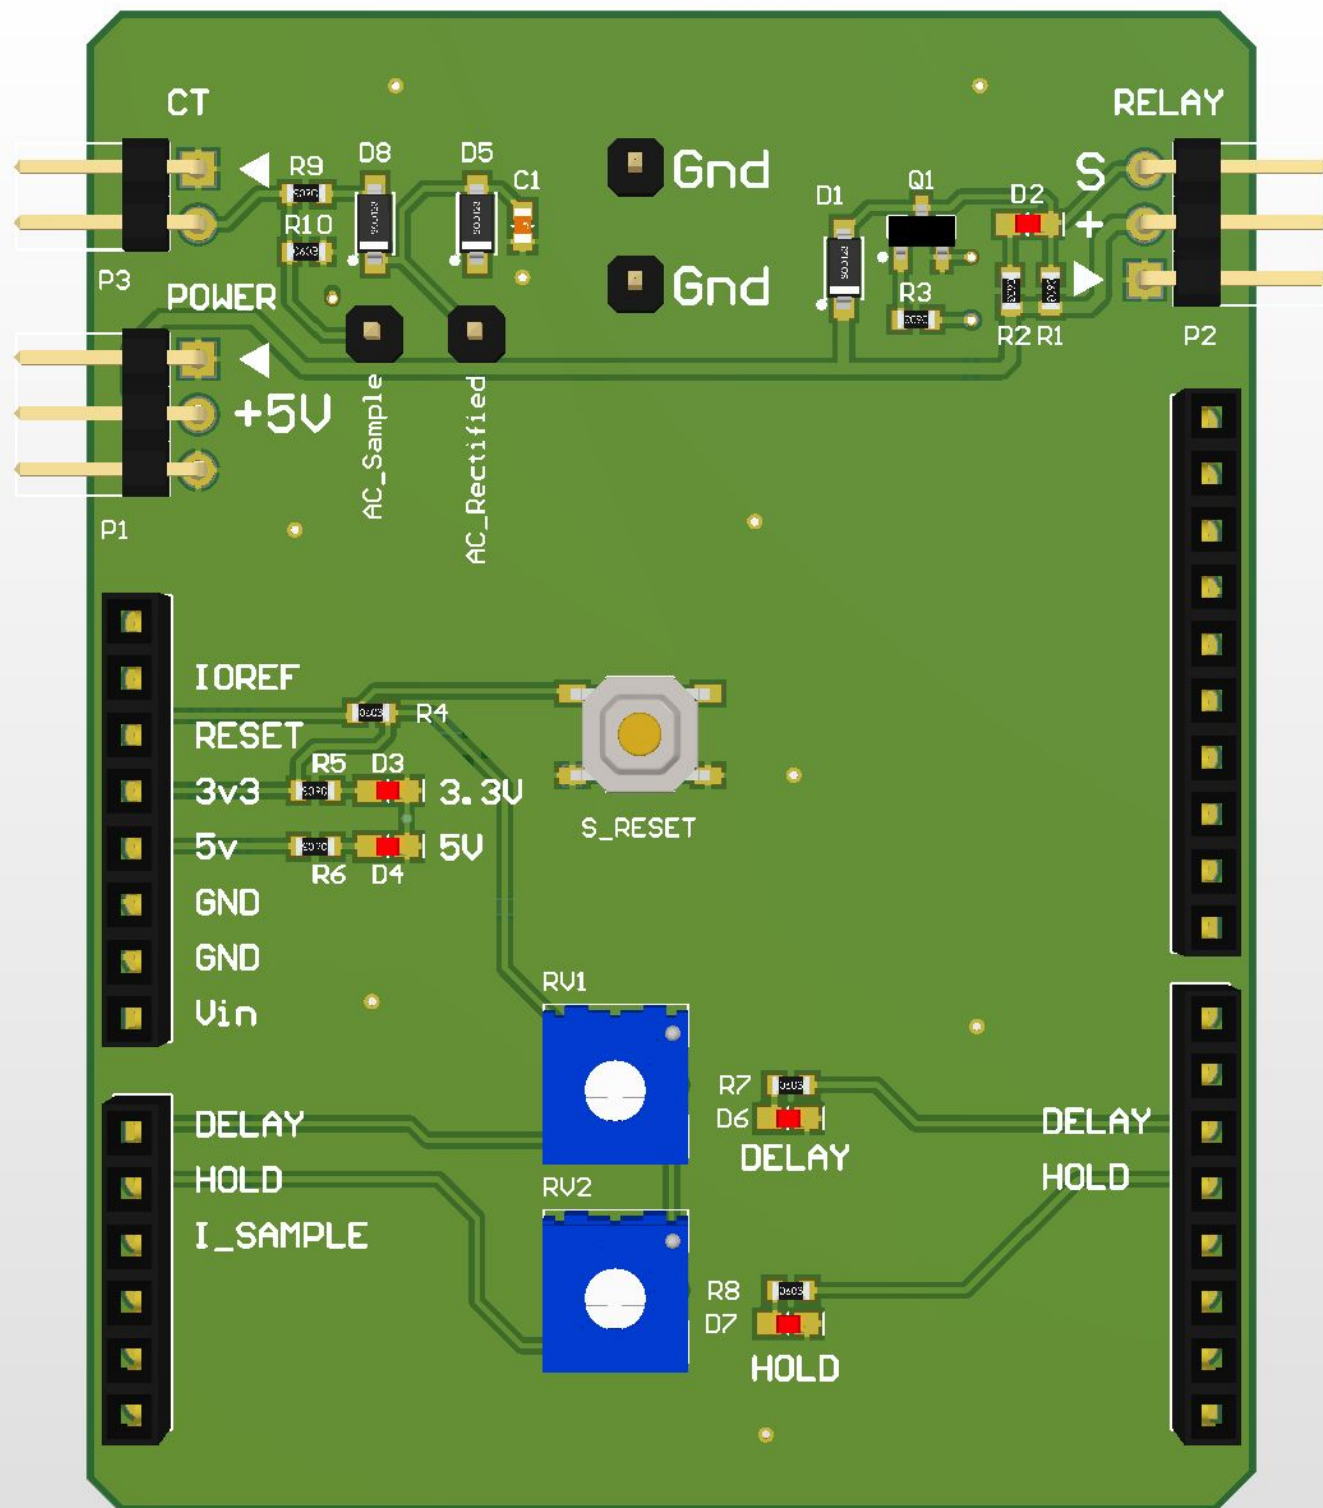 CT
RELAY
R9
D8
D5
C1
Gnd
D1
Q1
D2
S
R10
+
P3
POWER
Gnd
R3
R2
R1
P2
+5V
AC_Sample
AC_Rectified
P1
IOREF
RESET
R4
R5
D3
3v3
3.3V
5v
5V
R6
D4
S_RESET
GND
GND
Vin
RV1
R7
D6
DELAY
DELAY
DELAY
HOLD
HOLD
RV2
I_SAMPLE
R8
D7
HOLD